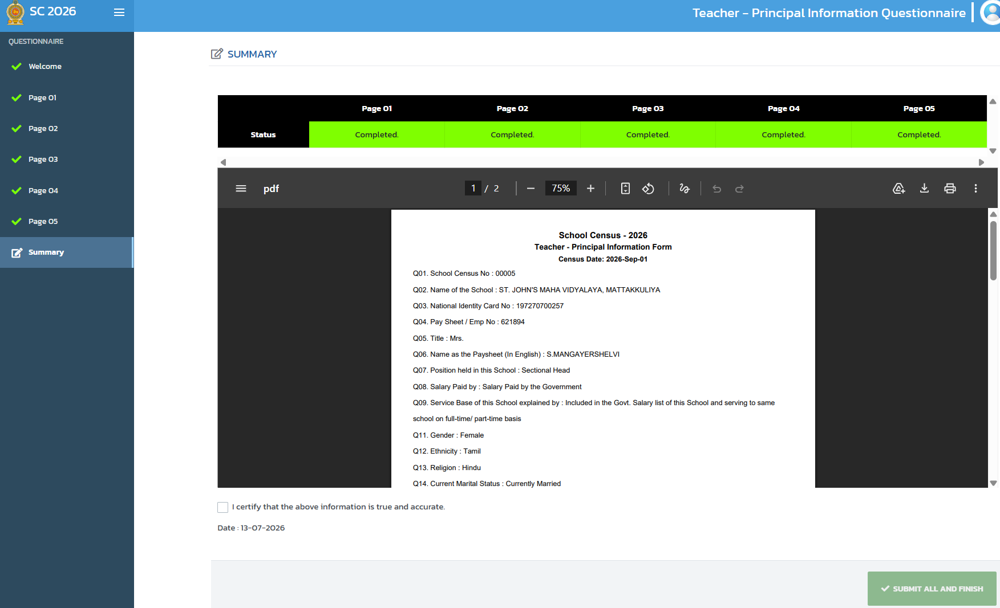 SC 2026
Teacher - Principal Information Questionnaire
QUESTIONNAIRE
Welcome
Page 01
Page 02
Page 03
Page 04
Page 05
Summary
SUMMARY
Page 01 Page 02 Page 03 Page 04 Page 05
Status Completed. Completed. Completed. Completed. Completed.
pdf 1 / 2 75%
School Census - 2026
Teacher - Principal Information Form
Census Date: 2026-Sep-01
Q01. School Census No : 00005
Q02. Name of the School : ST. JOHN'S MAHA VIDYALAYA, MATTAKKULIYA
Q03. National Identity Card No : 197270700257
Q04. Pay Sheet / Emp No : 621894
Q05. Title : Mrs.
Q06. Name as the Paysheet (In English) : S.MANGAYERSHELVI
Q07. Position held in this School : Sectional Head
Q08. Salary Paid by : Salary Paid by the Government
Q09. Service Base of this School explained by : Included in the Govt. Salary list of this School and serving to same
school on full-time/ part-time basis
Q11. Gender : Female
Q12. Ethnicity : Tamil
Q13. Religion : Hindu
Q14. Current Marital Status : Currently Married
I certify that the above information is true and accurate.
Date : 13-07-2026
SUBMIT ALL AND FINISH